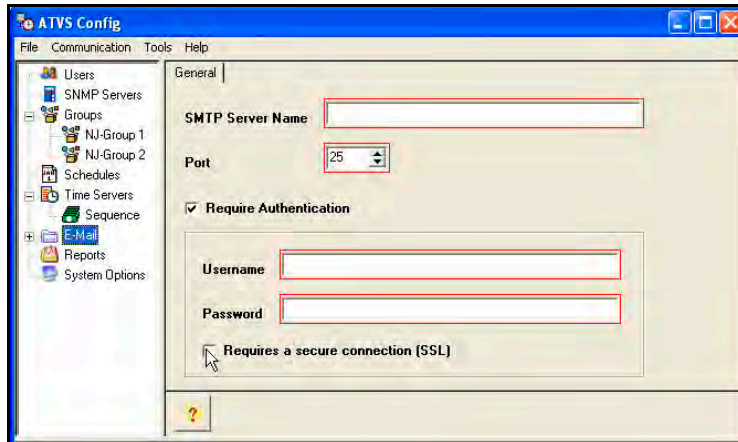 ATVS Config
File Communication Tools Help
Users
SNMP Servers
Groups
NJ-Group 1
NJ-Group 2
Schedules
Time Servers
Sequence
E-Mail
Reports
System Options
General
SMTP Server Name
Port
25
Require Authentication
Username
Password
Requires a secure connection (SSL)
?